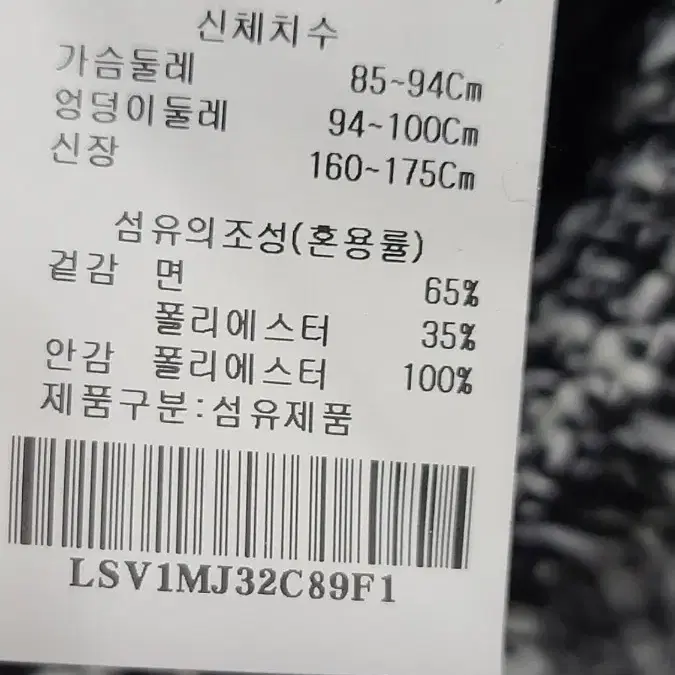 신체치수
가슴둘레 85~94Cm
엉덩이둘레 94~100Cm
신장 160~175Cm
섬유의조성(혼용률)
겉감 면 65%
폴리에스터 35%
안감 폴리에스터 100%
제품구분:섬유제품
LSV1MJ32C89F1